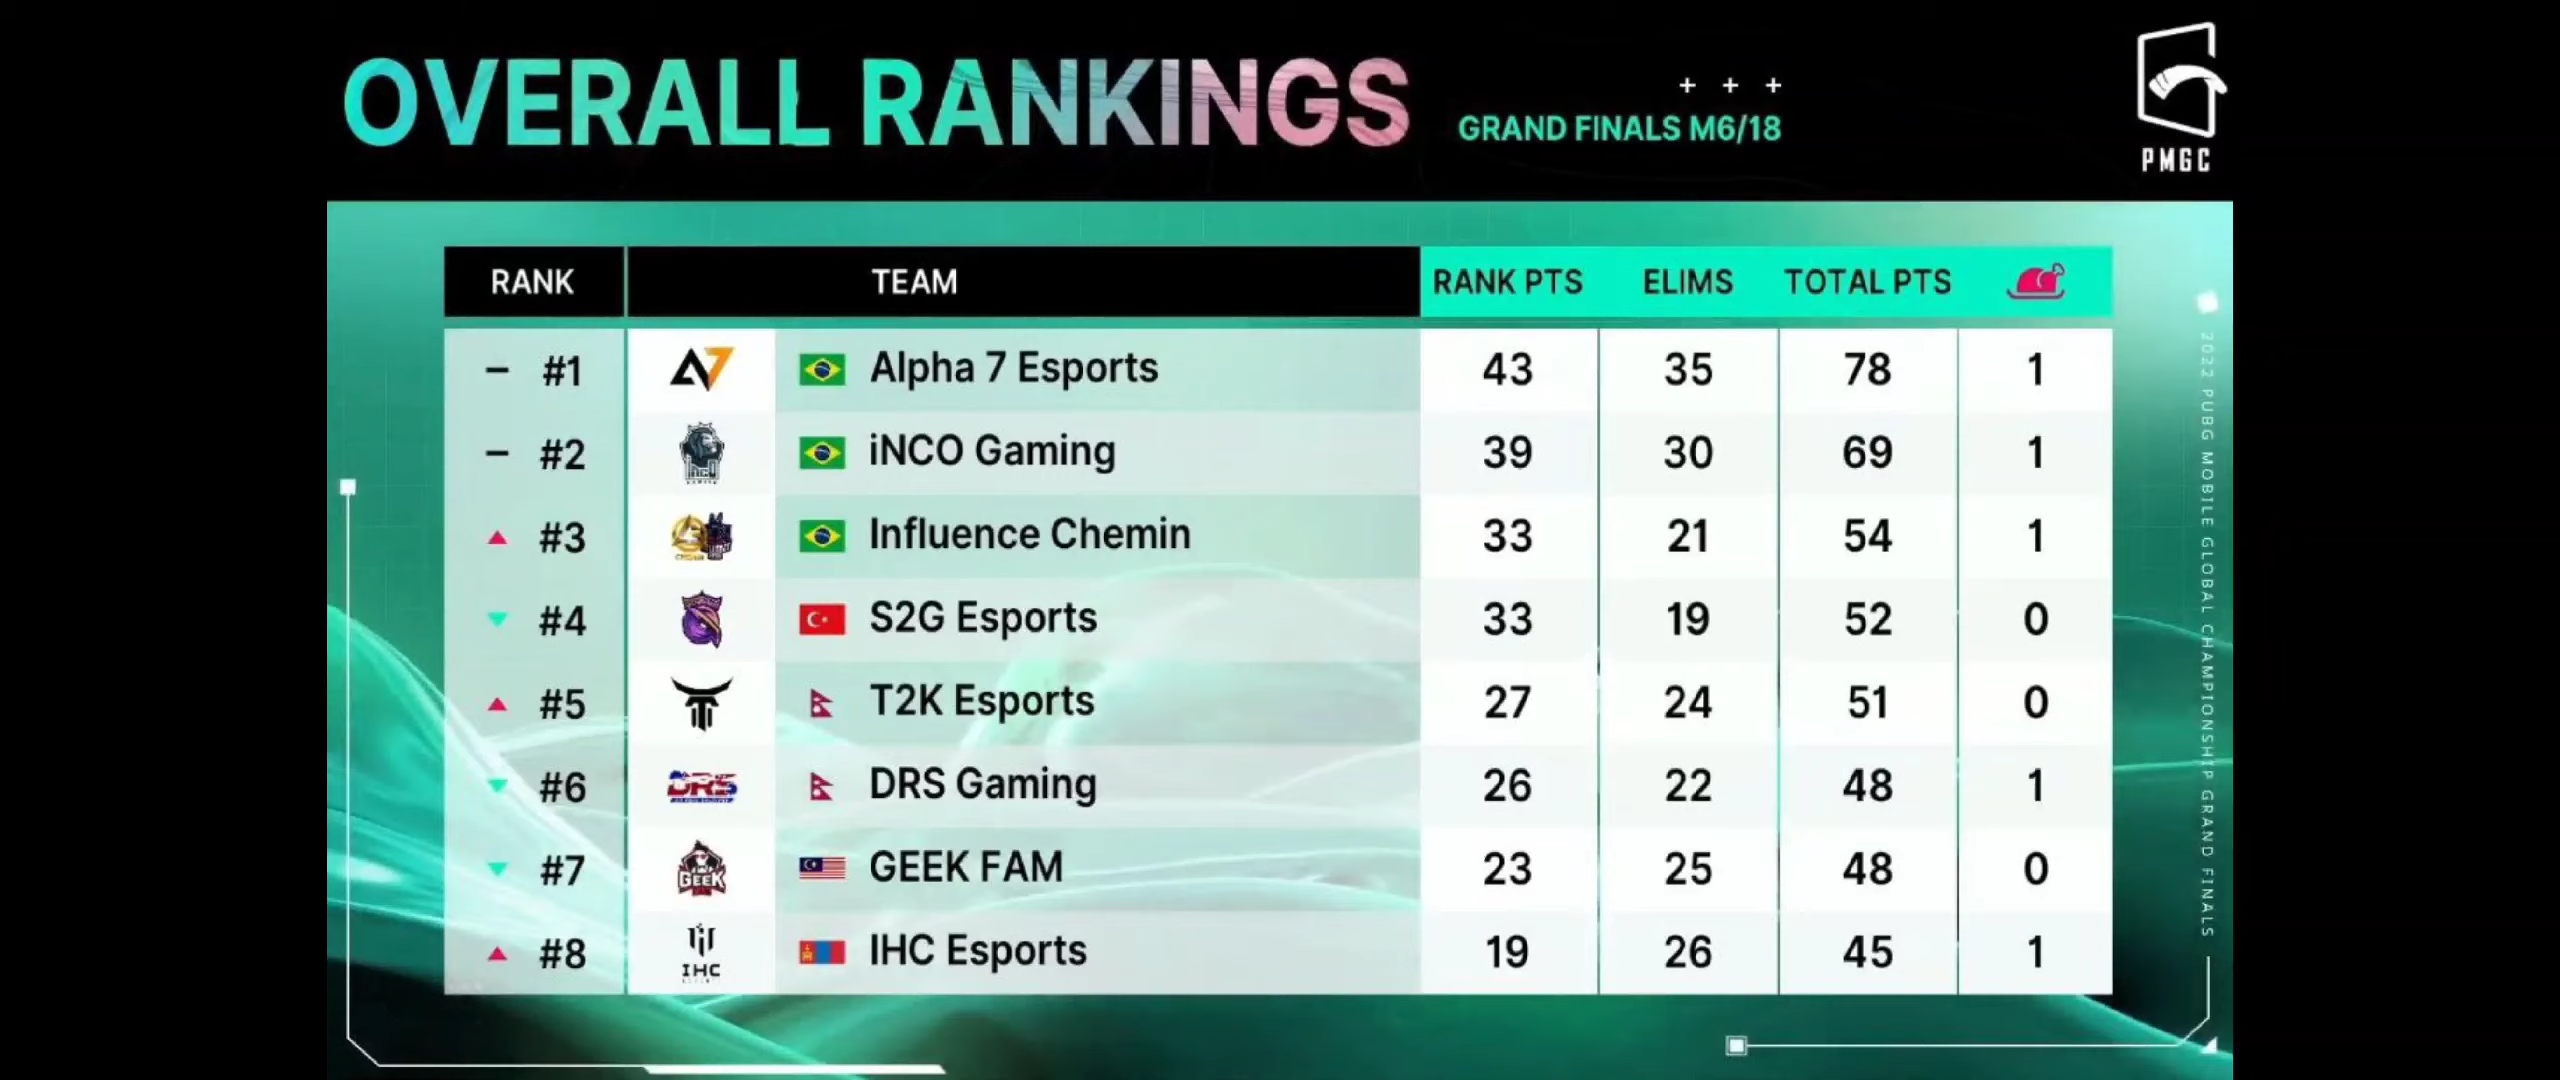 OVERALL RANKINGS
+ + +
GRAND FINALS M6/18
PMGC
RANK TEAM RANK PTS ELIMS TOTAL PTS
#1 Alpha 7 Esports 43 35 78 1
#2 iNCO Gaming 39 30 69 1
#3 Influence Chemin 33 21 54 1
#4 S2G Esports 33 19 52 0
#5 T2K Esports 27 24 51 0
#6 DRS DRS Gaming 26 22 48 1
#7 GEEK GEEK FAM 23 25 48 0
#8 IHC IHC Esports 19 26 45 1
2022 PUBG MOBILE GLOBAL CHAMPIONSHIP GRAND FINALS